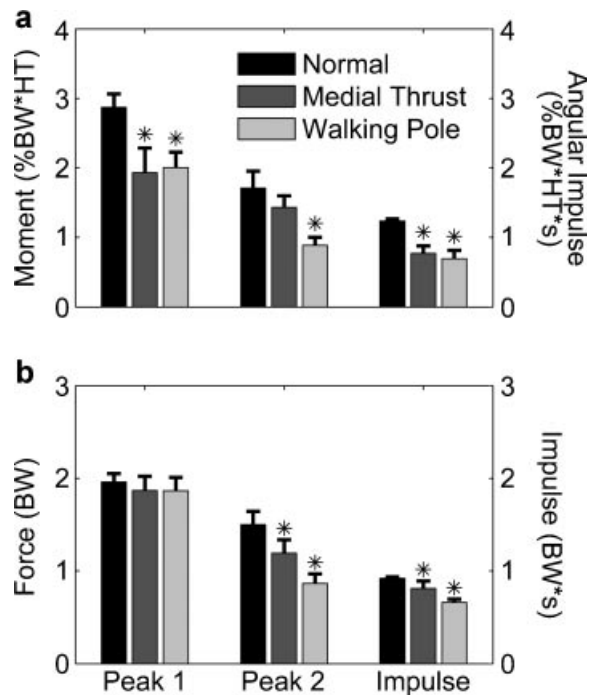 a
4
3
2
1
0
Moment (%BW*HT)
Normal
Medial Thrust
Walking Pole
* *
*
* *
4
3
2
1
0
Angular Impulse
(%BW*HT*s)
b
3
2
1
0
Force (BW)
*
*
*
*
3
2
1
0
Impulse (BW*s)
Peak 1 Peak 2 Impulse